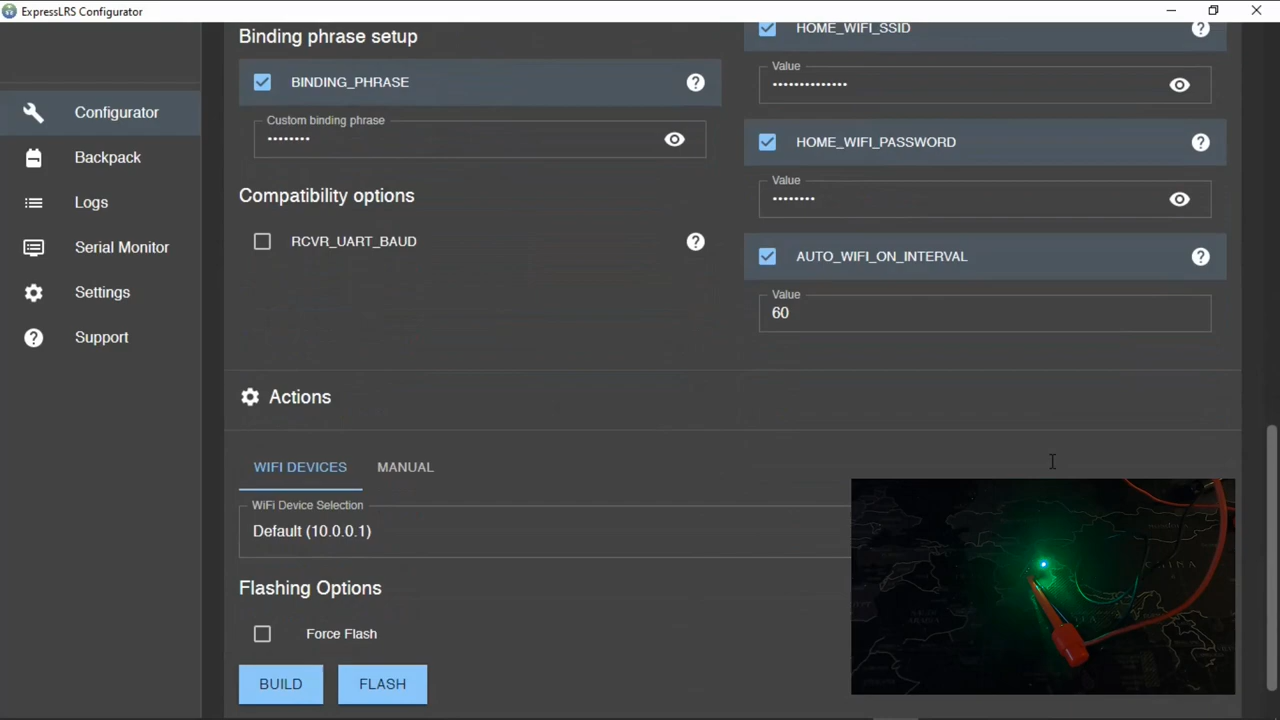 ExpressLRS Configurator
Configurator
Backpack
Logs
Serial Monitor
Settings
Support
Binding phrase setup
BINDING_PHRASE
Custom binding phrase
••••••••
Compatibility options
RCVR_UART_BAUD
HOME_WIFI_SSID
Value
••••••••••••••
HOME_WIFI_PASSWORD
Value
••••••••
AUTO_WIFI_ON_INTERVAL
Value
60
Actions
WIFI DEVICES
MANUAL
WiFi Device Selection
Default (10.0.0.1)
Flashing Options
Force Flash
BUILD
FLASH
CHINA